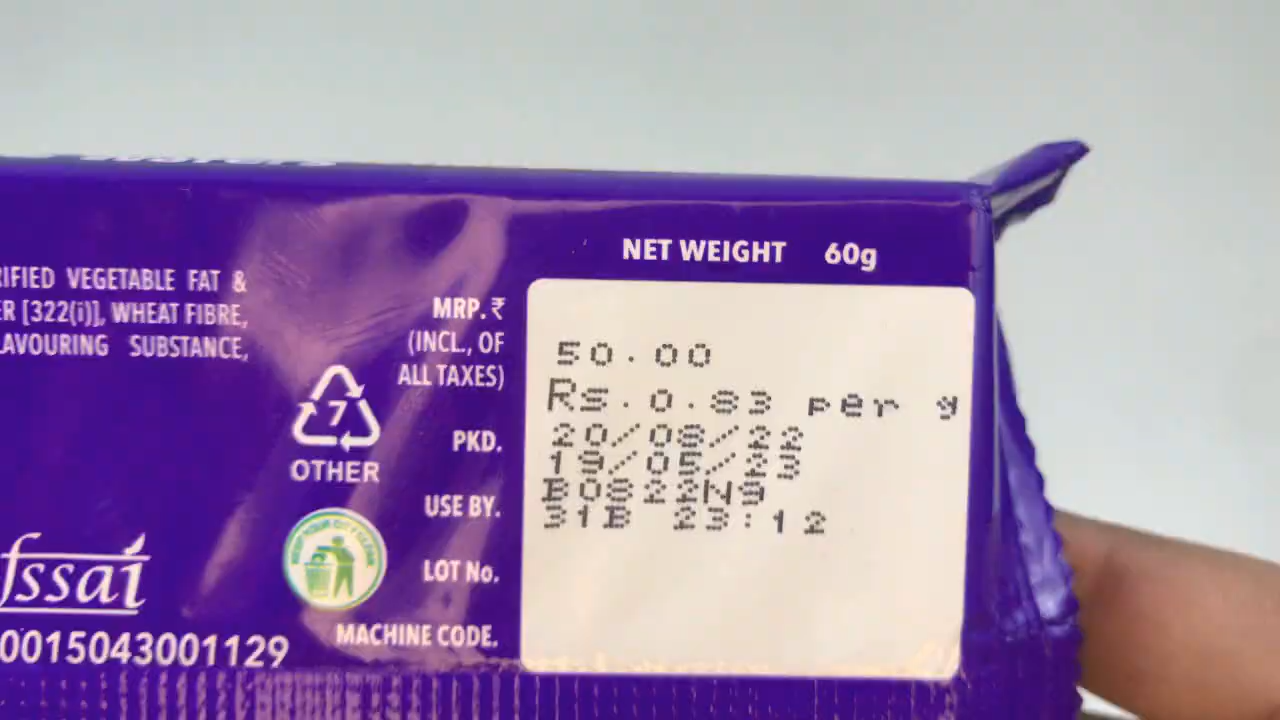 NET WEIGHT 60g
RIFIED VEGETABLE FAT &
ER [322(i)], WHEAT FIBRE,
LAVOURING SUBSTANCE,
MRP. ₹
(INCL., OF
ALL TAXES)
50.00
Rs.0.83 per g
PKD.
20/08/22
USE BY.
19/05/23
LOT No.
B0822N9
MACHINE CODE.
31B 23:12
7
OTHER
fssai
0015043001129